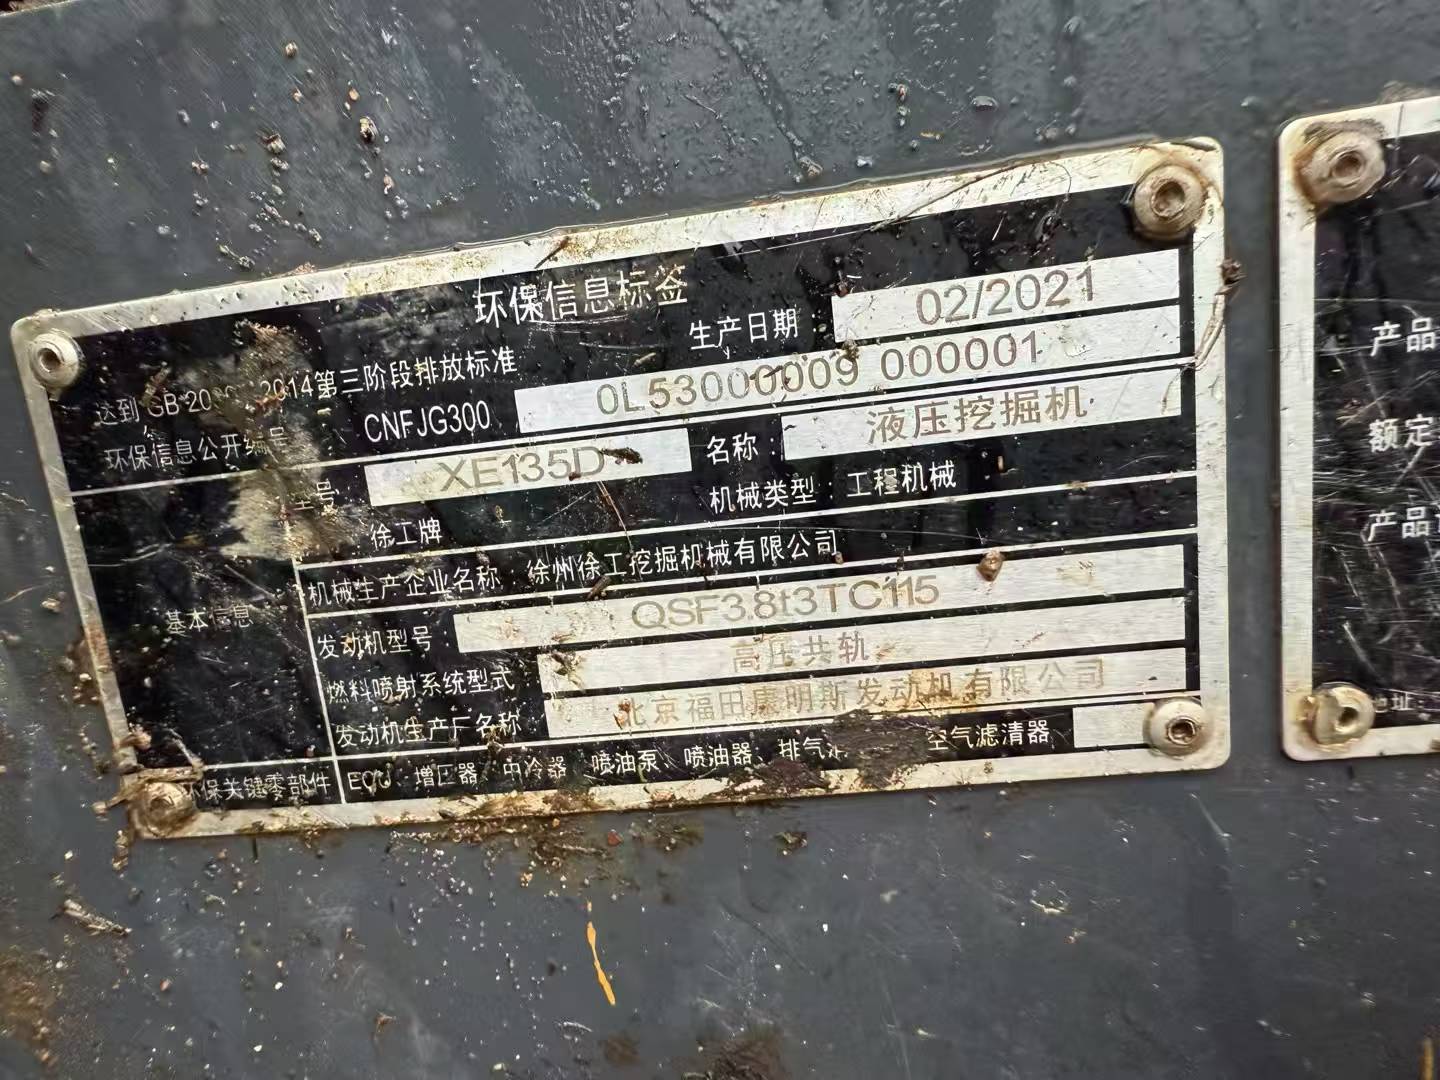 环保信息标签
生产日期 02/2021
达到 GB 20 2014第三阶段排放标准
环保信息公开编号 CNFJG300 0L53000009 000001
型号 XE135D 名称： 液压挖掘机
徐工牌 机械类型：工程机械
基本信息
机械生产企业名称 徐州徐工挖掘机械有限公司
发动机型号： QSF3.8t3TC115
燃料喷射系统型式 高压共轨
发动机生产厂名称 北京福田康明斯发动机有限公司
环保关键零部件 ECU、增压器、中冷器、喷油泵、喷油器、排气 空气滤清器
产品
额定
产品
地址：